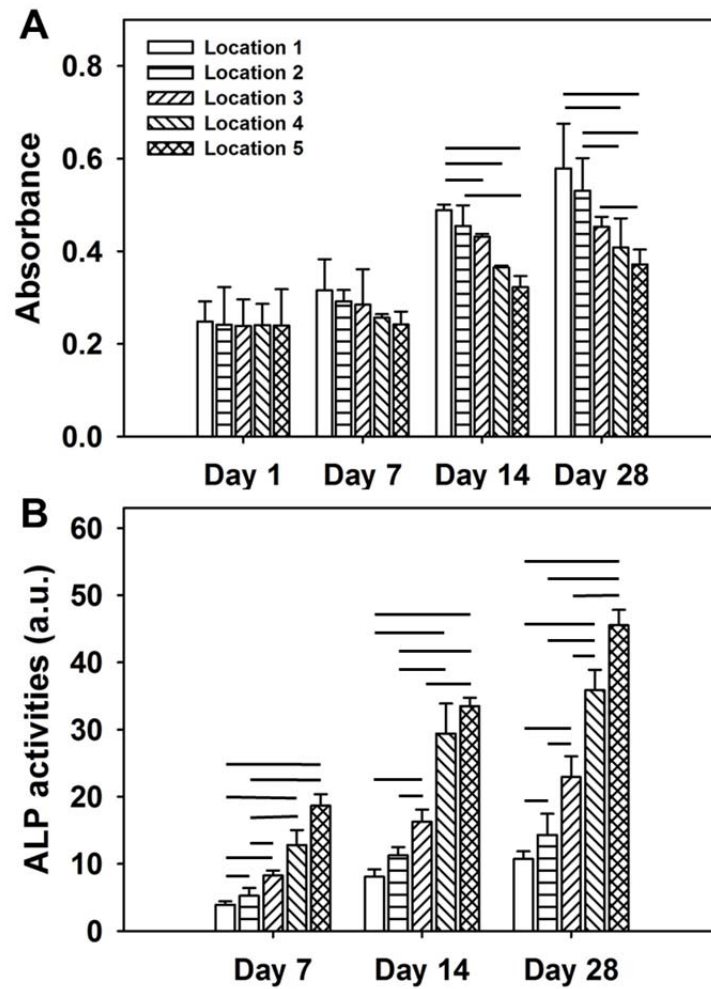 A
Location 1
Location 2
Location 3
Location 4
Location 5
Absorbance
0.8
0.6
0.4
0.2
0.0
Day 1 Day 7 Day 14 Day 28
B
ALP activities (a.u.)
60
50
40
30
20
10
0
Day 7 Day 14 Day 28